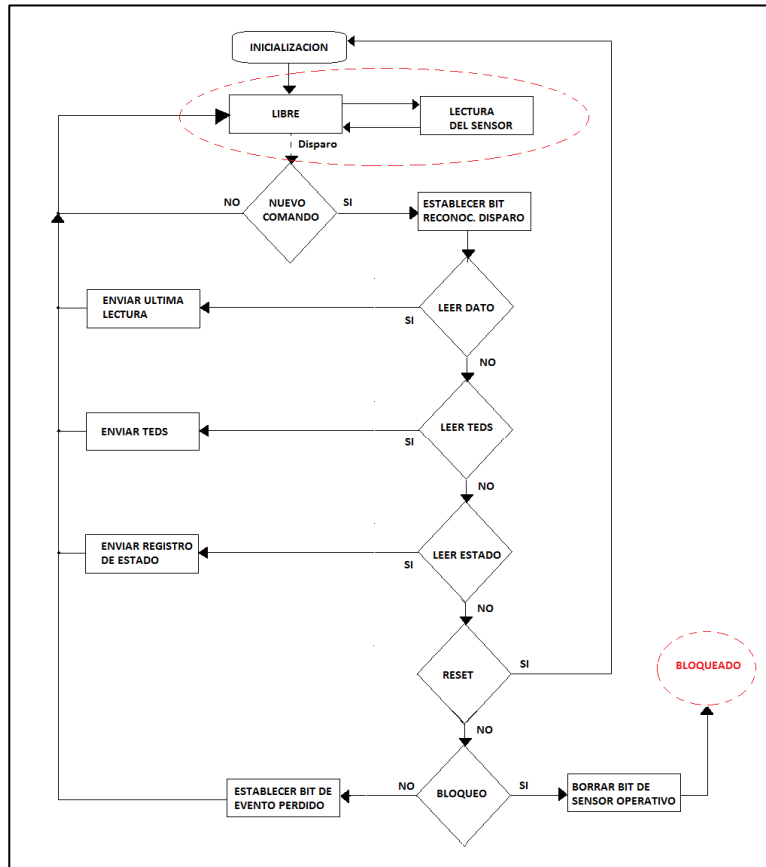 INICIALIZACION
LIBRE
LECTURA
DEL SENSOR
Disparo
NUEVO
COMANDO
NO
SI
ESTABLECER BIT
RECONOC. DISPARO
LEER DATO
SI
ENVIAR ULTIMA
LECTURA
NO
LEER TEDS
SI
ENVIAR TEDS
NO
LEER ESTADO
SI
ENVIAR REGISTRO
DE ESTADO
NO
RESET
SI
BLOQUEADO
NO
BLOQUEO
NO
ESTABLECER BIT DE
EVENTO PERDIDO
SI
BORRAR BIT DE
SENSOR OPERATIVO